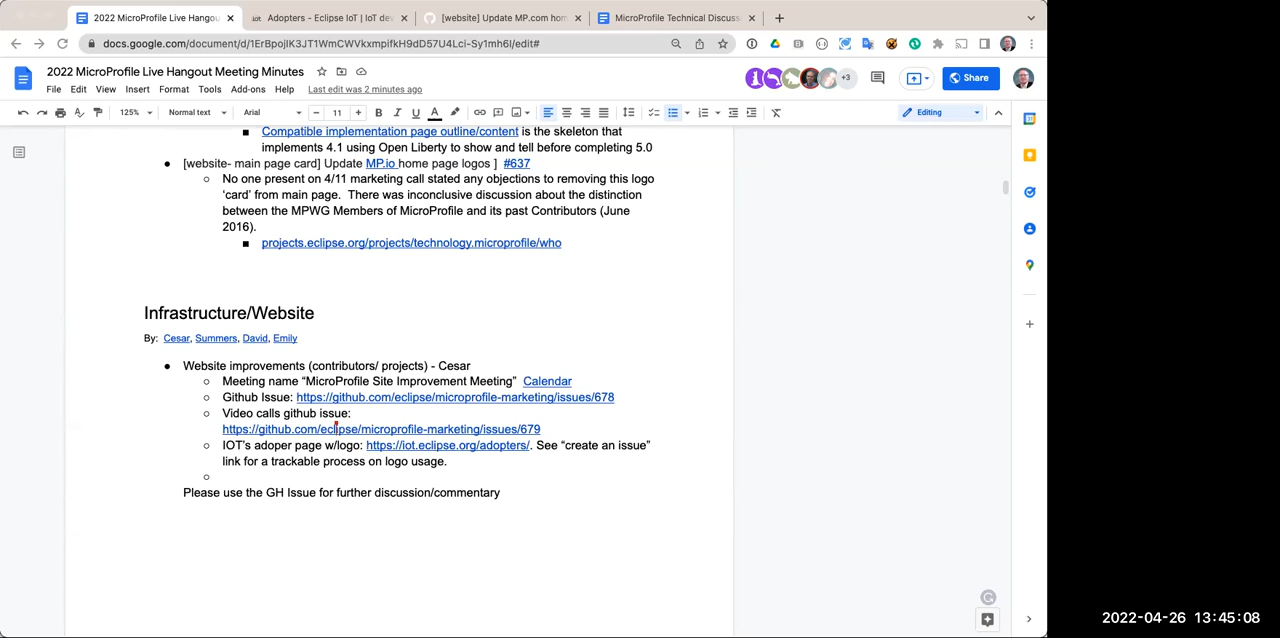 2022 MicroProfile Live Hangou
Adopters - Eclipse IoT | IoT dev
[website] Update MP.com home
MicroProfile Technical Discuss
docs.google.com/document/d/1ErBpojIK3JT1WmCWVkxmpifkH9dD57U4Lci-Sy1mh6I/edit#
2022 MicroProfile Live Hangout Meeting Minutes
+3
Share
File Edit View Insert Format Tools Add-ons Help Last edit was 2 minutes ago
125% Normal text Arial 11 Editing
Compatible implementation page outline/content is the skeleton that
implements 4.1 using Open Liberty to show and tell before completing 5.0
[website- main page card] Update MP.io home page logos ] #637
No one present on 4/11 marketing call stated any objections to removing this logo
‘card’ from main page. There was inconclusive discussion about the distinction
between the MPWG Members of MicroProfile and its past Contributors (June
2016).
projects.eclipse.org/projects/technology.microprofile/who
Infrastructure/Website
By: Cesar, Summers, David, Emily
Website improvements (contributors/ projects) - Cesar
Meeting name “MicroProfile Site Improvement Meeting” Calendar
Github Issue: https://github.com/eclipse/microprofile-marketing/issues/678
Video calls github issue:
https://github.com/eclipse/microprofile-marketing/issues/679
IOT’s adoper page w/logo: https://iot.eclipse.org/adopters/. See “create an issue”
link for a trackable process on logo usage.
Please use the GH Issue for further discussion/commentary
2022-04-26 13:45:08